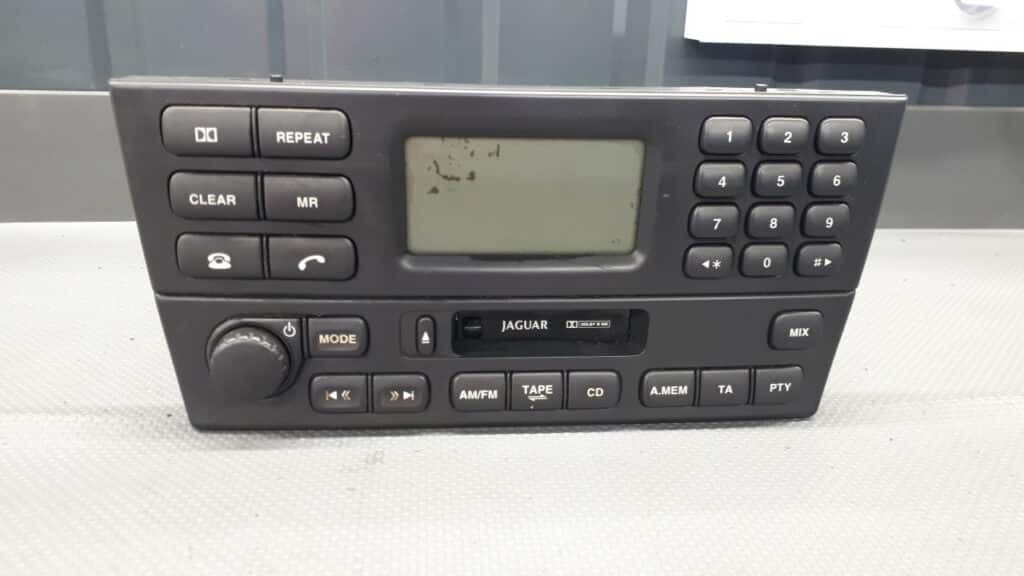 REPEAT
1 2 3
CLEAR MR
4 5 6
7 8 9
* 0 #
JAGUAR
MODE
MIX
AM/FM TAPE CD A.MEM TA PTY